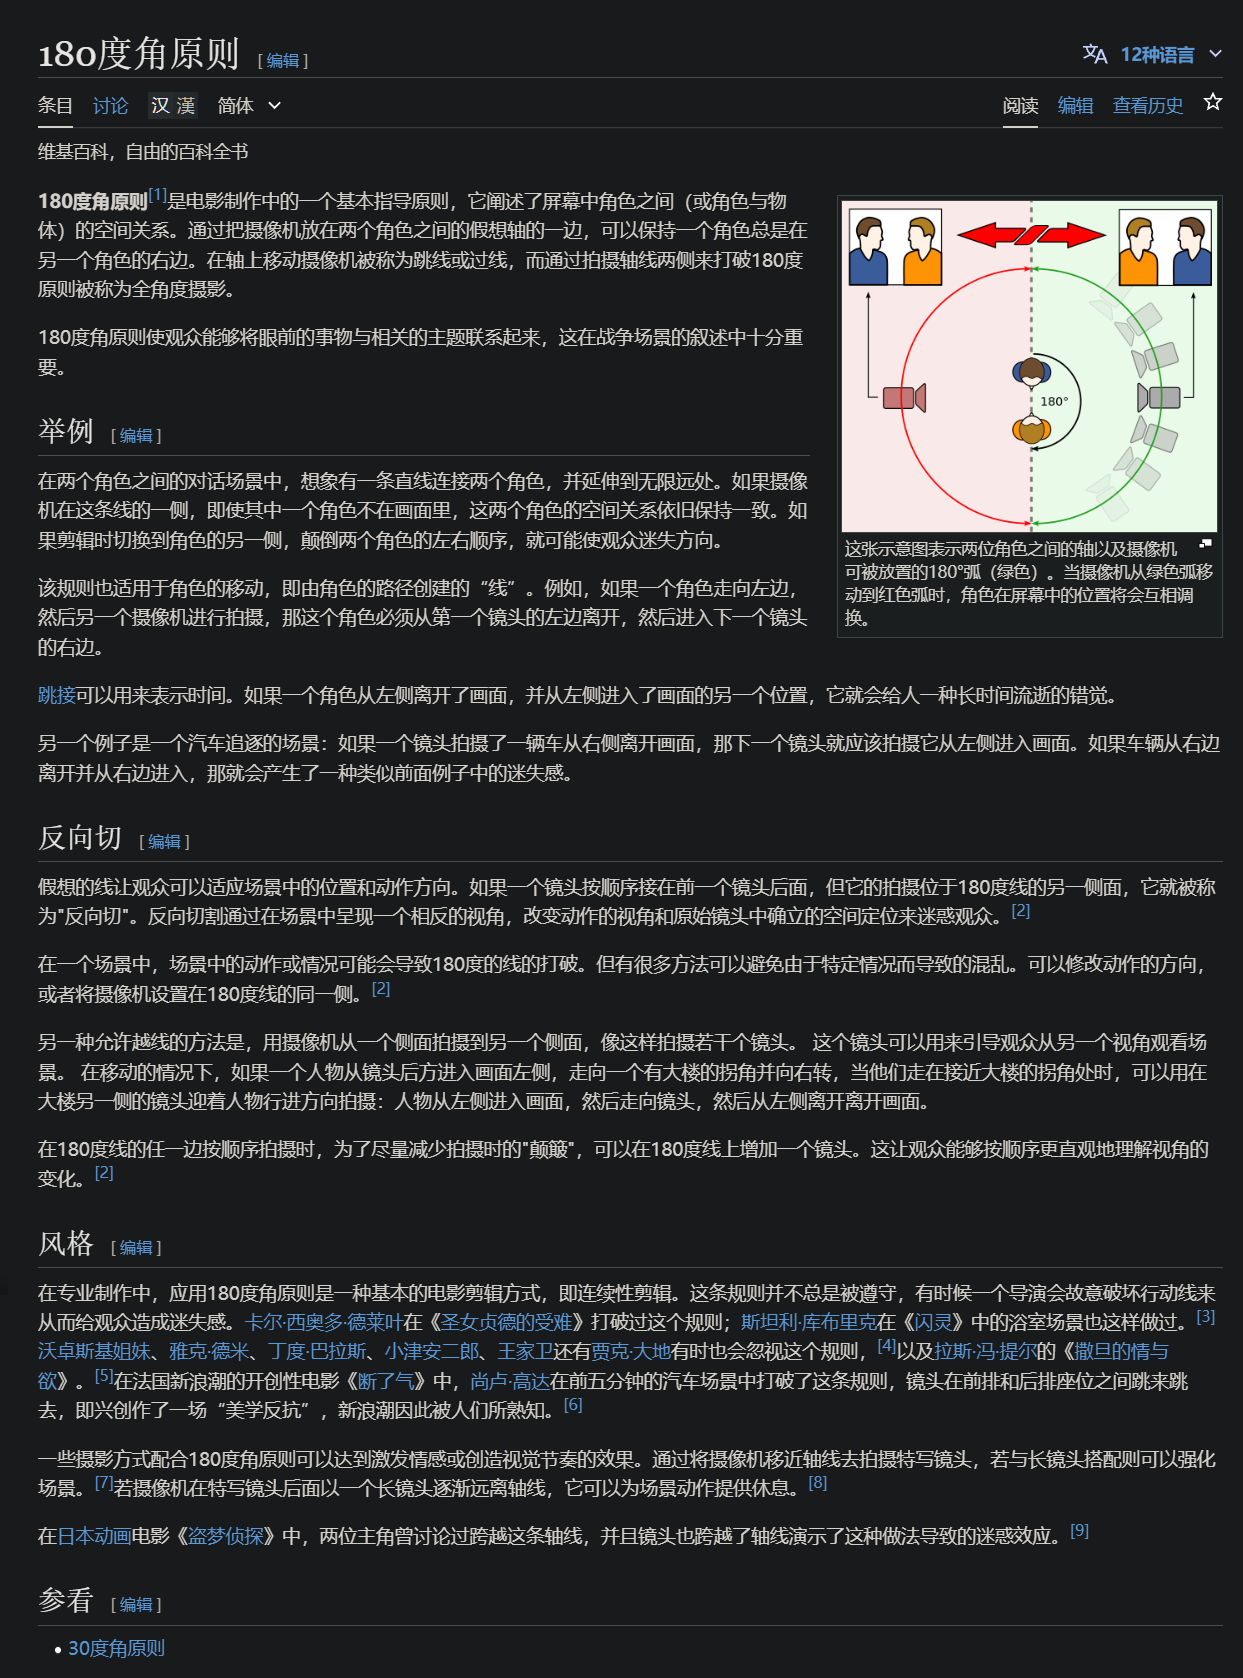 180度角原则 [ 编辑 ]
12种语言
条目 讨论 汉 漢 简体
阅读 编辑 查看历史
维基百科，自由的百科全书
180度角原则[1]是电影制作中的一个基本指导原则，它阐述了屏幕中角色之间（或角色与物
体）的空间关系。通过把摄像机放在两个角色之间的假想轴的一边，可以保持一个角色总是在
另一个角色的右边。在轴上移动摄像机被称为跳线或过线，而通过拍摄轴线两侧来打破180度
原则被称为全角度摄影。
180度角原则使观众能够将眼前的事物与相关的主题联系起来，这在战争场景的叙述中十分重
要。
180°
这张示意图表示两位角色之间的轴以及摄像机
可被放置的180°弧（绿色）。当摄像机从绿色弧移
动到红色弧时，角色在屏幕中的位置将会互相调
换。
举例 [ 编辑 ]
在两个角色之间的对话场景中，想象有一条直线连接两个角色，并延伸到无限远处。如果摄像
机在这条线的一侧，即使其中一个角色不在画面里，这两个角色的空间关系依旧保持一致。如
果剪辑时切换到角色的另一侧，颠倒两个角色的左右顺序，就可能使观众迷失方向。
该规则也适用于角色的移动，即由角色的路径创建的“线”。例如，如果一个角色走向左边，
然后另一个摄像机进行拍摄，那这个角色必须从第一个镜头的左边离开，然后进入下一个镜头
的右边。
跳接可以用来表示时间。如果一个角色从左侧离开了画面，并从左侧进入了画面的另一个位置，它就会给人一种长时间流逝的错觉。
另一个例子是一个汽车追逐的场景：如果一个镜头拍摄了一辆车从右侧离开画面，那下一个镜头就应该拍摄它从左侧进入画面。如果车辆从右边
离开并从右边进入，那就会产生了一种类似前面例子中的迷失感。
反向切 [ 编辑 ]
假想的线让观众可以适应场景中的位置和动作方向。如果一个镜头按顺序接在前一个镜头后面，但它的拍摄位于180度线的另一侧面，它就被称
为"反向切"。反向切割通过在场景中呈现一个相反的视角，改变动作的视角和原始镜头中确立的空间定位来迷惑观众。[2]
在一个场景中，场景中的动作或情况可能会导致180度的线的打破。但有很多方法可以避免由于特定情况而导致的混乱。可以修改动作的方向，
或者将摄像机设置在180度线的同一侧。[2]
另一种允许越线的方法是，用摄像机从一个侧面拍摄到另一个侧面，像这样拍摄若干个镜头。 这个镜头可以用来引导观众从另一个视角观看场
景。 在移动的情况下，如果一个人物从镜头后方进入画面左侧，走向一个有大楼的拐角并向右转，当他们走在接近大楼的拐角处时，可以用在
大楼另一侧的镜头迎着人物行进方向拍摄：人物从左侧进入画面，然后走向镜头，然后从左侧离开离开画面。
在180度线的任一边按顺序拍摄时，为了尽量减少拍摄时的"颠簸"，可以在180度线上增加一个镜头。这让观众能够按顺序更直观地理解视角的
变化。[2]
风格 [ 编辑 ]
在专业制作中，应用180度角原则是一种基本的电影剪辑方式，即连续性剪辑。这条规则并不总是被遵守，有时候一个导演会故意破坏行动线来
从而给观众造成迷失感。卡尔·西奥多·德莱叶在《圣女贞德的受难》打破过这个规则；斯坦利·库布里克在《闪灵》中的浴室场景也这样做过。[3]
沃卓斯基姐妹、雅克·德米、丁度·巴拉斯、小津安二郎、王家卫还有贾克·大地有时也会忽视这个规则，[4]以及拉斯·冯·提尔的《撒旦的情与
欲》。[5]在法国新浪潮的开创性电影《断了气》中，尚卢·高达在前五分钟的汽车场景中打破了这条规则，镜头在前排和后排座位之间跳来跳
去，即兴创作了一场“美学反抗”，新浪潮因此被人们所熟知。[6]
一些摄影方式配合180度角原则可以达到激发情感或创造视觉节奏的效果。通过将摄像机移近轴线去拍摄特写镜头，若与长镜头搭配则可以强化
场景。[7]若摄像机在特写镜头后面以一个长镜头逐渐远离轴线，它可以为场景动作提供休息。[8]
在日本动画电影《盗梦侦探》中，两位主角曾讨论过跨越这条轴线，并且镜头也跨越了轴线演示了这种做法导致的迷惑效应。[9]
参看 [ 编辑 ]
• 30度角原则